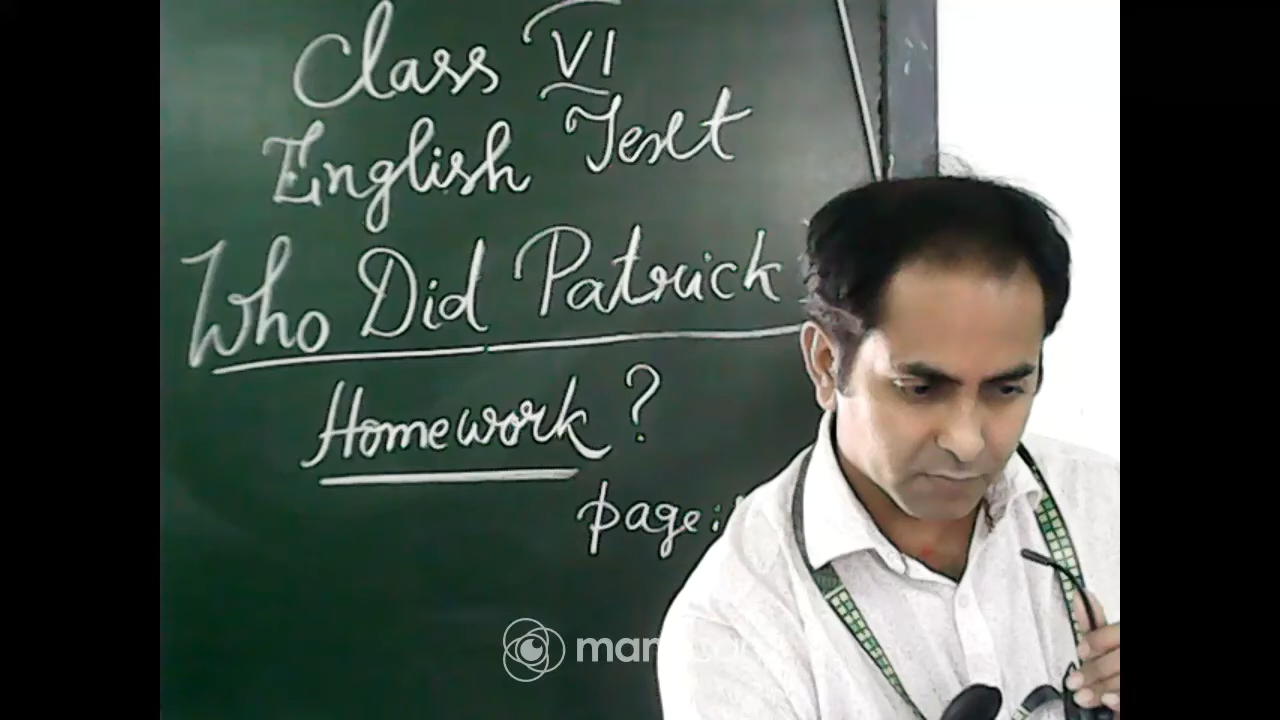 Class VI
English Text
Who Did Patrick
Homework ?
page: